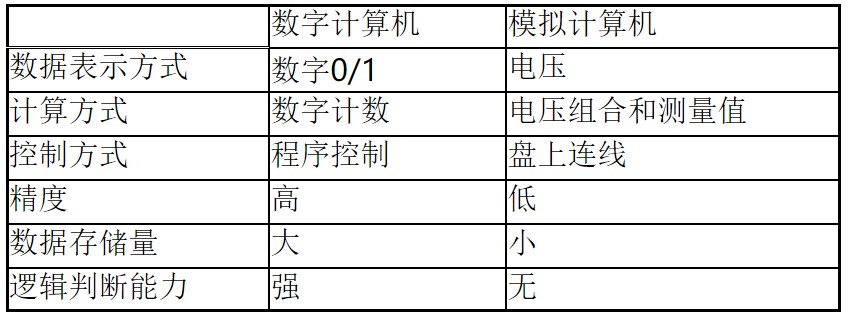 数字计算机 模拟计算机
数据表示方式 数字0/1 电压
计算方式 数字计数 电压组合和测量值
控制方式 程序控制 盘上连线
精度 高 低
数据存储量 大 小
逻辑判断能力 强 无